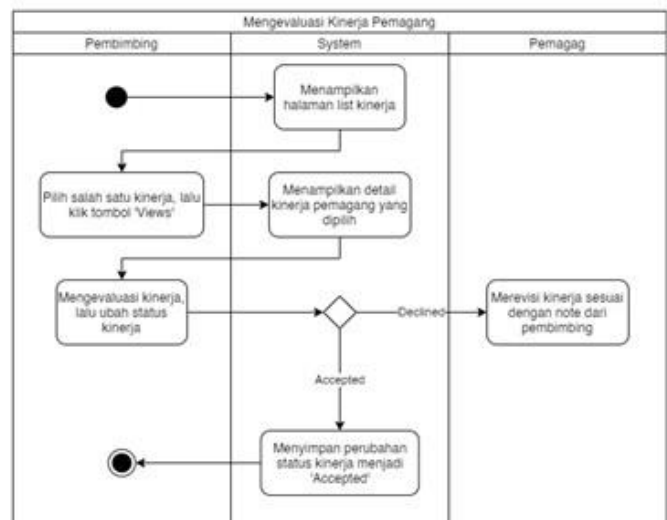 Mengevaluasi Kinerja Pemagang
Pembimbing
System
Pemagag
Menampilkan
halaman list kinerja
Pilih salah satu kinerja, lalu
klik tombol 'Views'
Menampilkan detail
kinerja pemagang yang
dipilih
Mengevaluasi kinerja,
lalu ubah status
kinerja
Declined
Merevisi kinerja sesuai
dengan note dari
pembimbing
Accepted
Menyimpan perubahan
status kinerja menjadi
'Accepted'